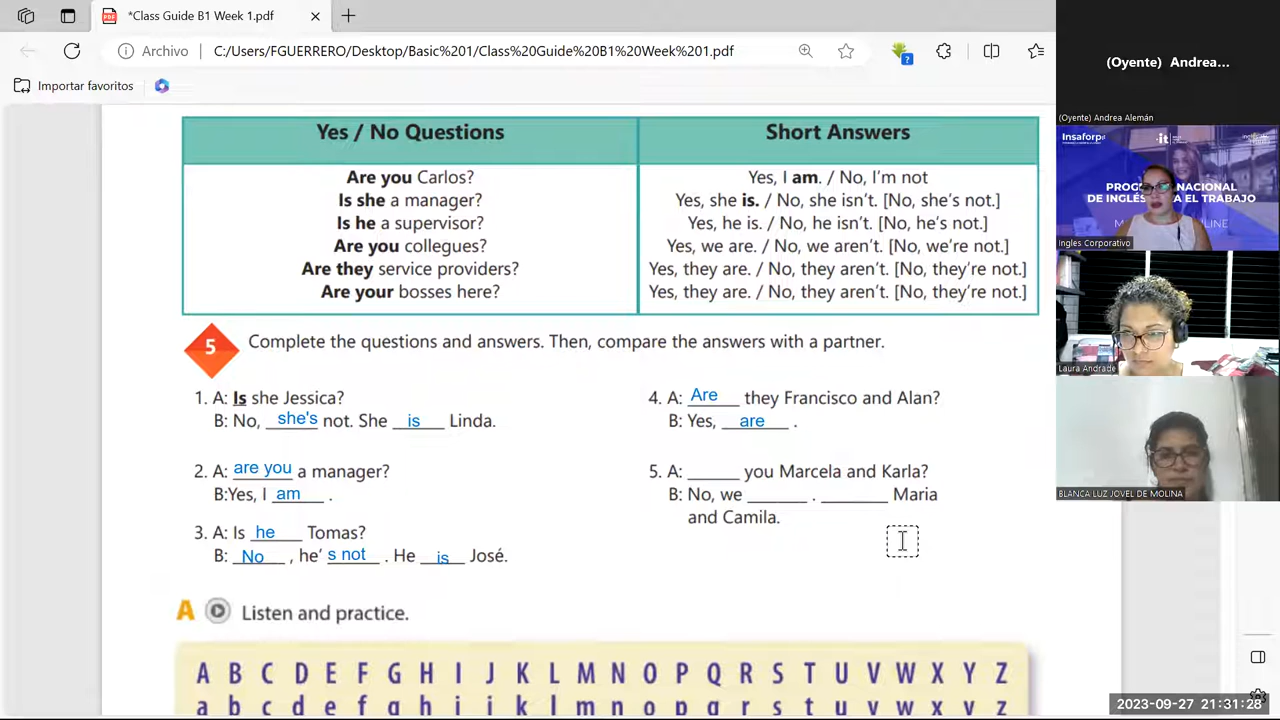 *Class Guide B1 Week 1.pdf
Archivo
C:/Users/FGUERRERO/Desktop/Basic%201/Class%20Guide%20B1%20Week%201.pdf
Importar favoritos
Yes / No Questions
Short Answers
Are you Carlos?
Yes, I am. / No, I'm not
Is she a manager?
Yes, she is. / No, she isn't. [No, she's not.]
Is he a supervisor?
Yes, he is. / No, he isn't. [No, he's not.]
Are you collegues?
Yes, we are. / No, we aren't. [No, we're not.]
Are they service providers?
Yes, they are. / No, they aren't. [No, they're not.]
Are your bosses here?
Yes, they are. / No, they aren't. [No, they're not.]
5
Complete the questions and answers. Then, compare the answers with a partner.
1. A: Is she Jessica?
B: No, she's not. She is Linda.
2. A: are you a manager?
B:Yes, I am .
3. A: Is he Tomas?
B: No , he' s not . He is José.
4. A: Are they Francisco and Alan?
B: Yes, are .
5. A: ______ you Marcela and Karla?
B: No, we _______ . ________ Maria
and Camila.
A Listen and practice.
A B C D E F G H I J K L M N O P Q R S T U V W X Y Z
a b c d e f g h i j k l m n o p q r s t u v w x y z
(Oyente) Andrea...
(Oyente) Andrea Alemán
Insaforp
it
PROG NACIONAL
DE INGLÉS A EL TRABAJO
Ingles Corporativo
Laura Andrade
BLANCA LUZ JOVEL DE MOLINA
2023-09-27 21:31:28